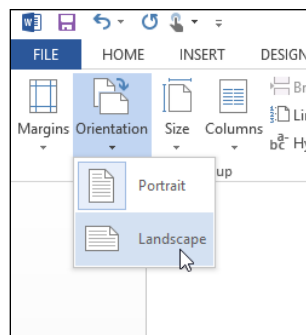 FILE HOME INSERT DESIGN
Margins Orientation Size Columns
Portrait
Landscape